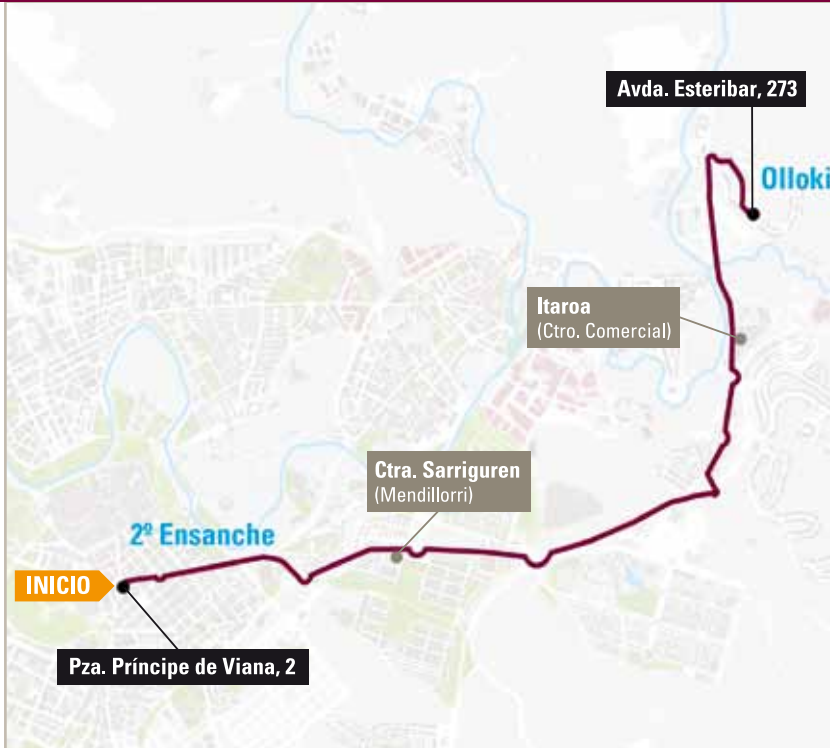 Avda. Esteribar, 273
Olloki
Itaroa
(Ctro. Comercial)
Ctra. Sarriguren
(Mendillorri)
2º Ensanche
INICIO
Pza. Príncipe de Viana, 2